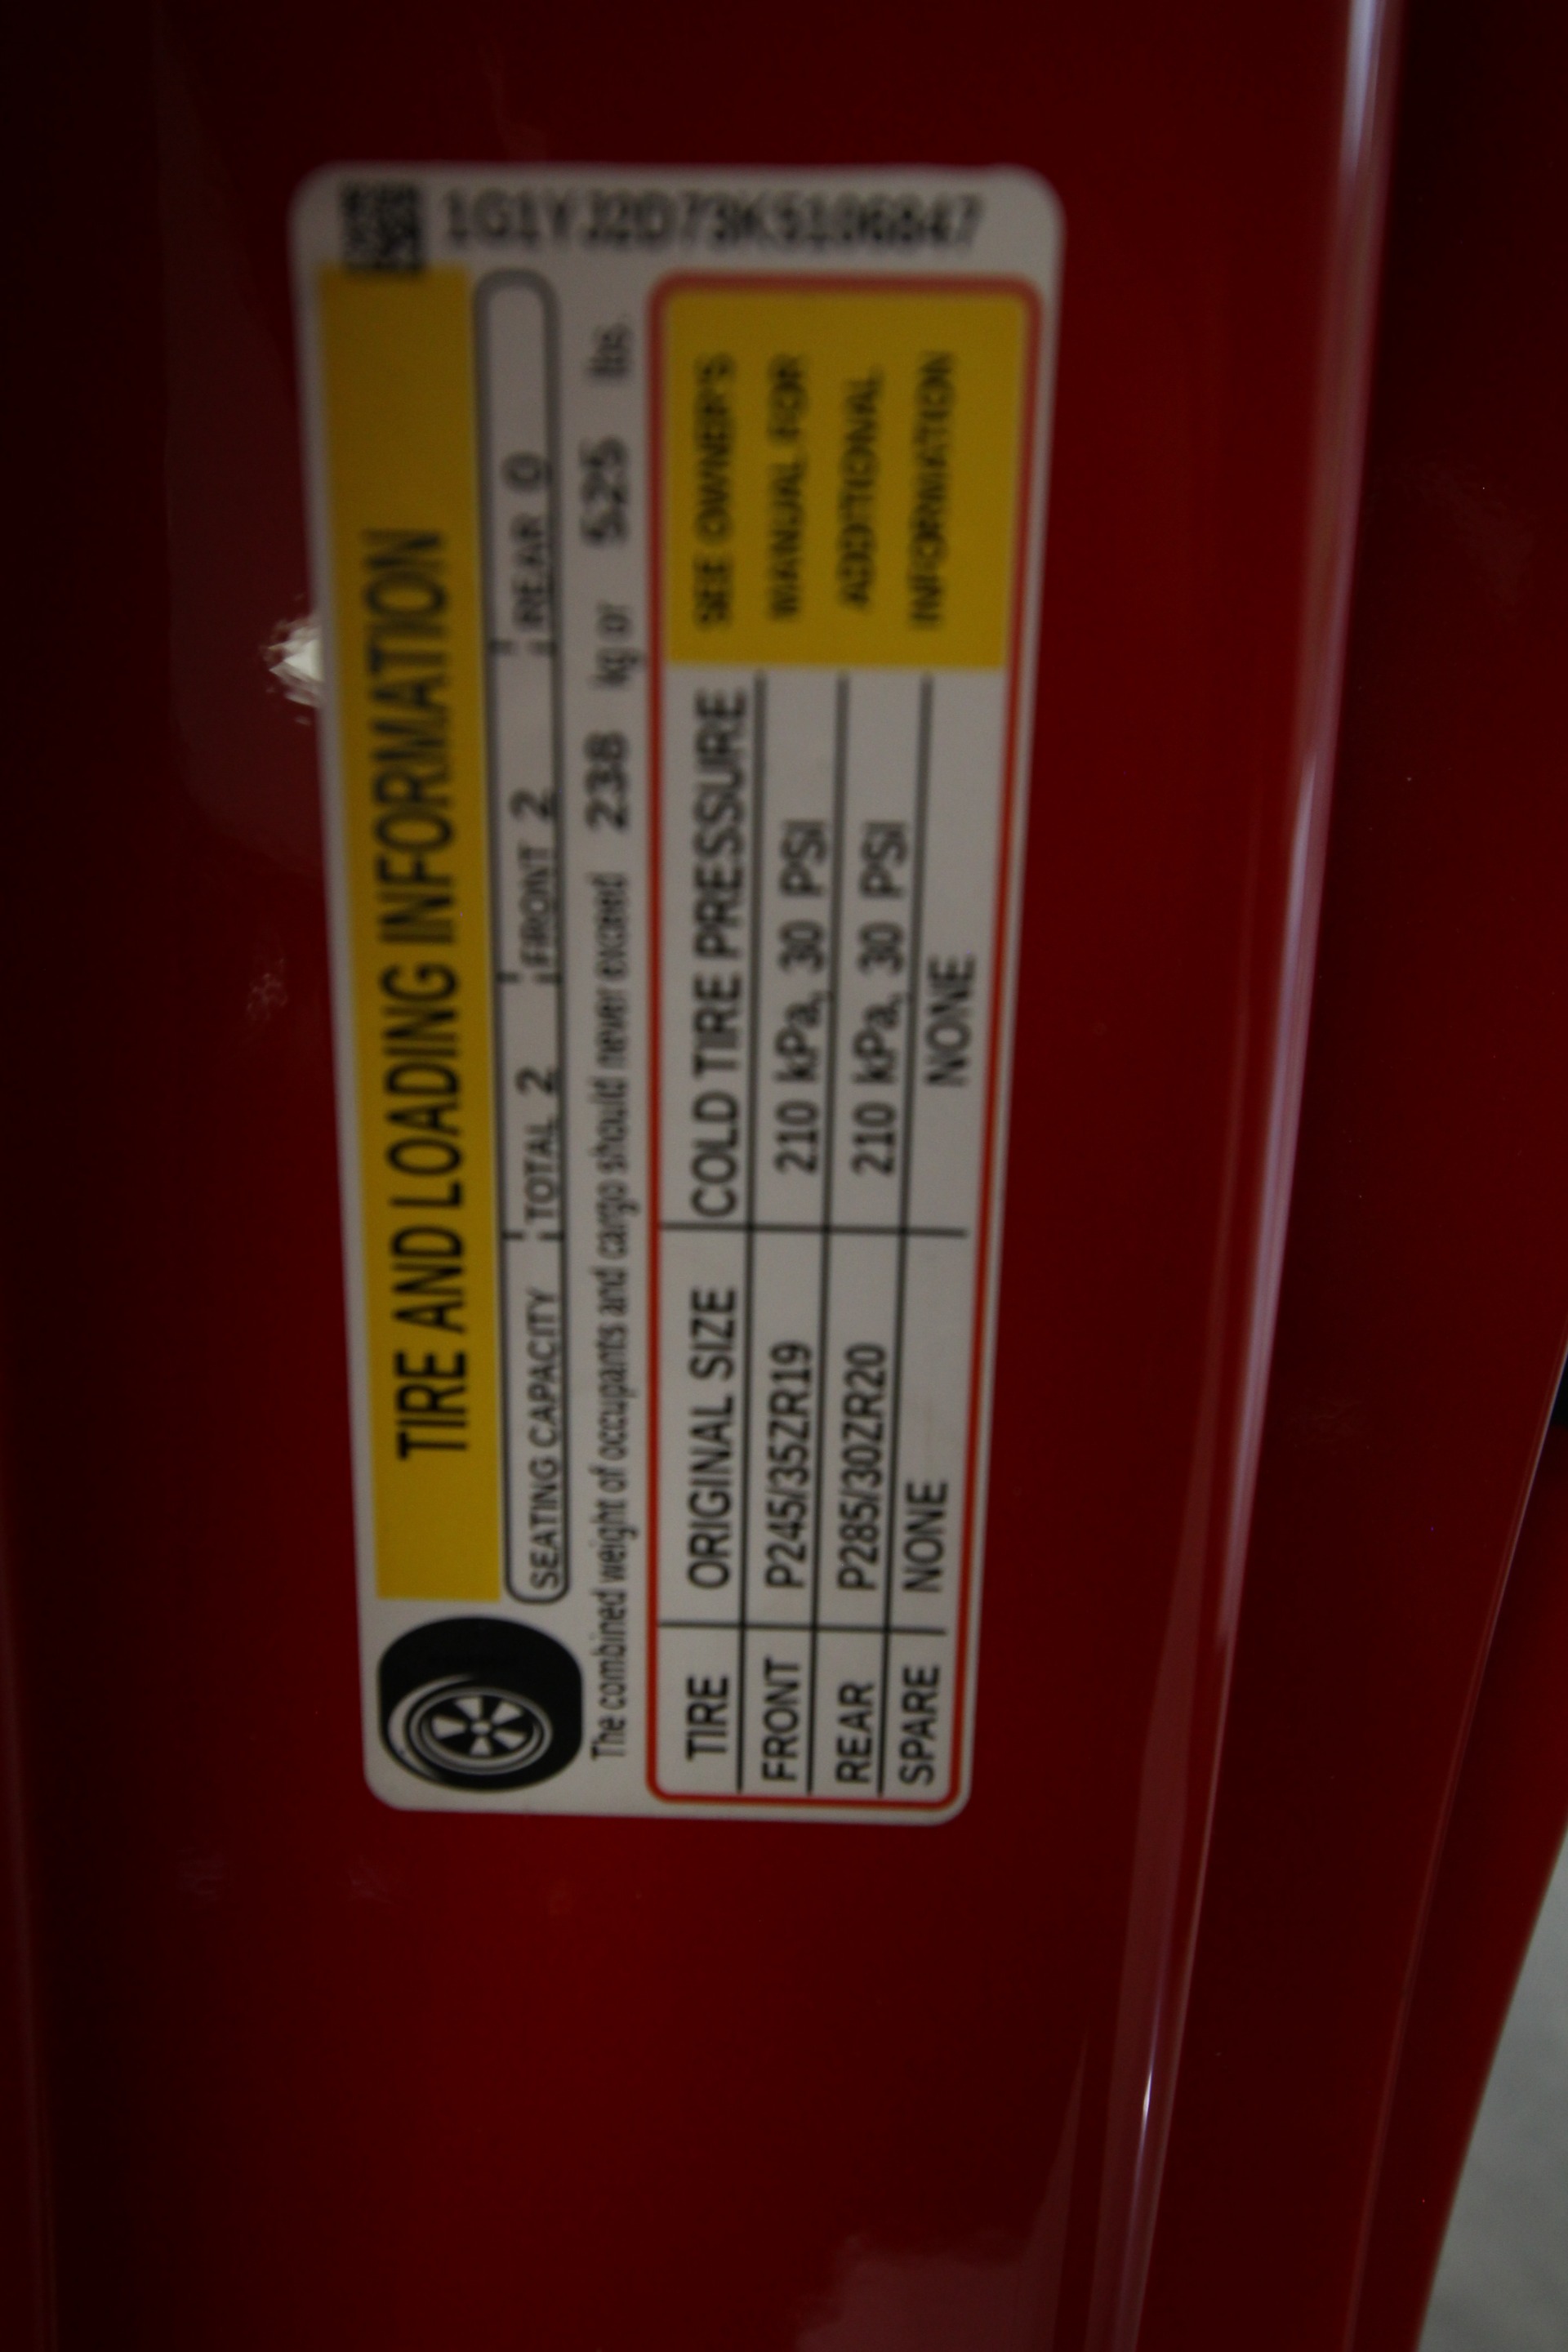 TIRE AND LOADING INFORMATION
SEATING CAPACITY TOTAL 2 FRONT 2 REAR 0
The combined weight of occupants and cargo should never exceed 238 kg or 525 lbs.
TIRE ORIGINAL SIZE COLD TIRE PRESSURE
FRONT P245/35ZR19 210 kPa, 30 PSI
REAR P285/30ZR20 210 kPa, 30 PSI
SPARE NONE NONE
SEE OWNER'S
MANUAL FOR
ADDITIONAL
INFORMATION